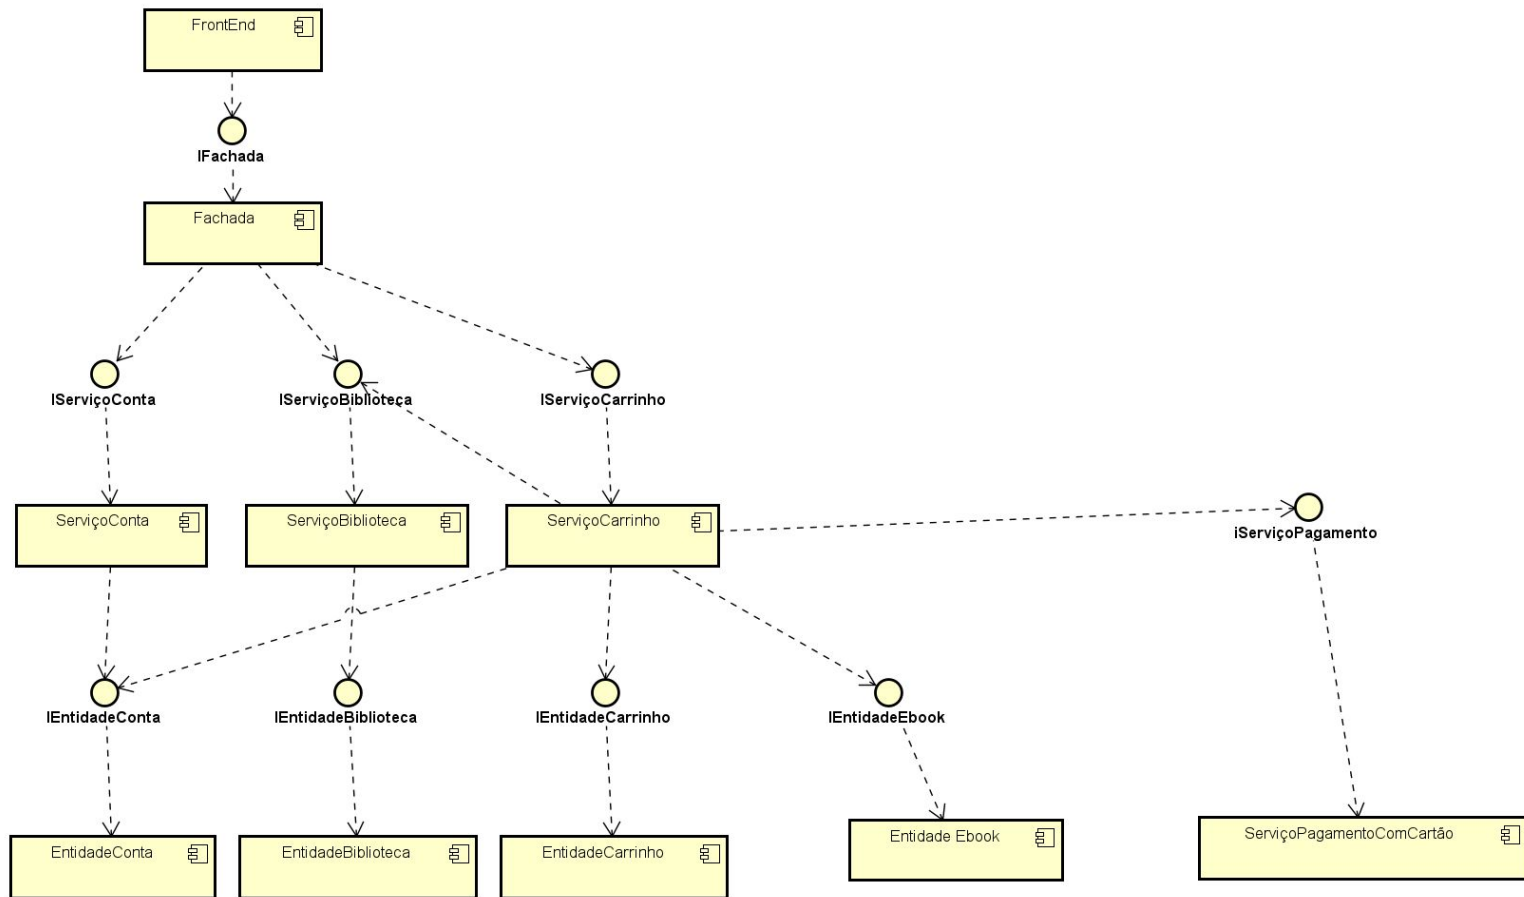 FrontEnd
IFachada
Fachada
IServiçoConta
IServiçoBiblioteca
IServiçoCarrinho
ServiçoConta
ServiçoBiblioteca
ServiçoCarrinho
iServiçoPagamento
IEntidadeConta
IEntidadeBiblioteca
IEntidadeCarrinho
IEntidadeEbook
EntidadeConta
EntidadeBiblioteca
EntidadeCarrinho
Entidade Ebook
ServiçoPagamentoComCartão